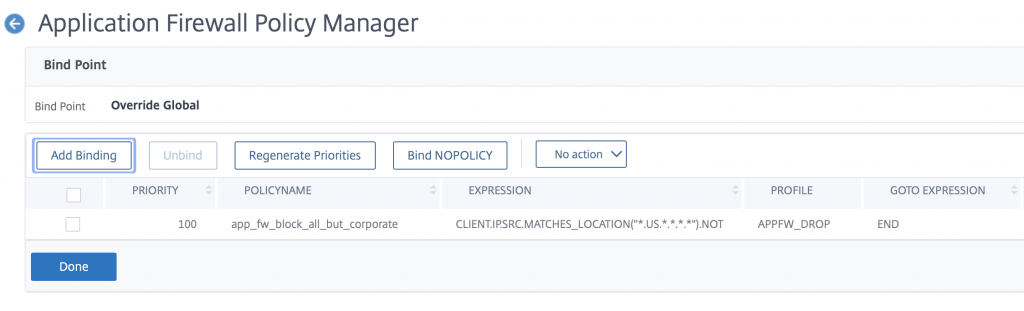 Application Firewall Policy Manager
Bind Point
Bind Point Override Global
Add Binding Unbind Regenerate Priorities Bind NOPOLICY No action
PRIORITY POLICYNAME EXPRESSION PROFILE GOTO EXPRESSION
100 app_fw_block_all_but_corporate CLIENT.IP.SRC.MATCHES_LOCATION("*.US.*.*.*.*").NOT APPFW_DROP END
Done